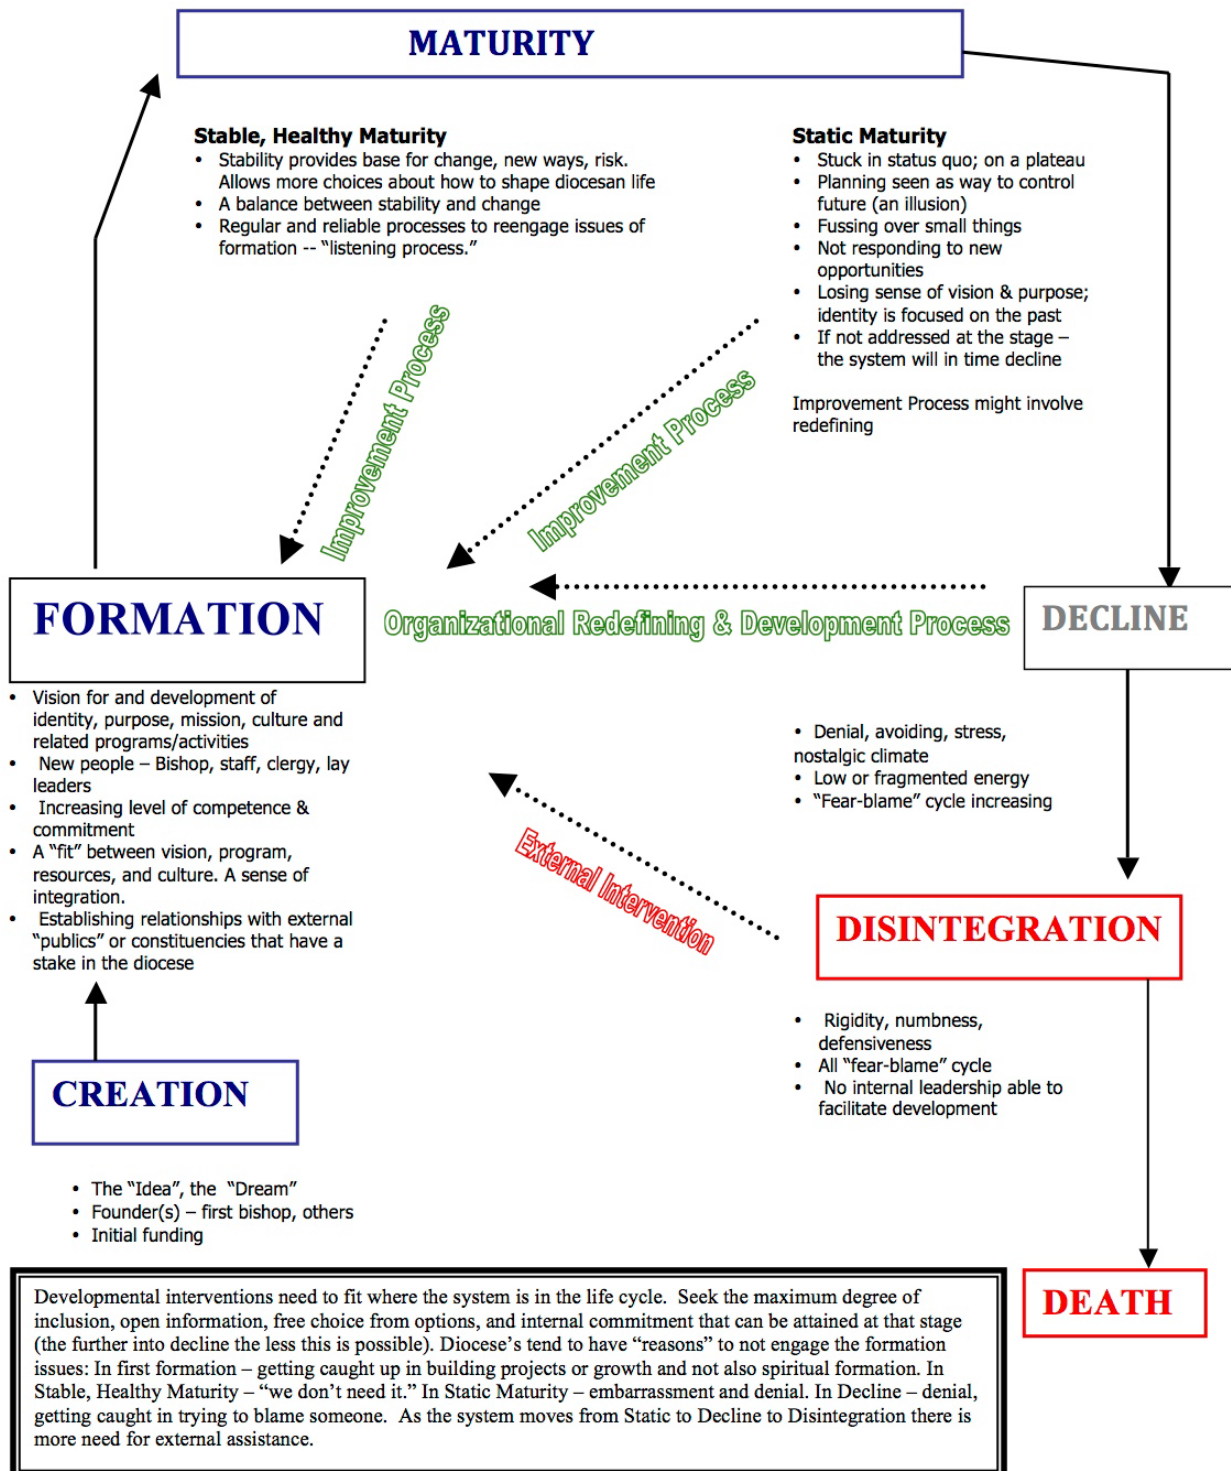 MATURITY
Stable, Healthy Maturity
• Stability provides base for change, new ways, risk.
Allows more choices about how to shape diocesan life
• A balance between stability and change
• Regular and reliable processes to reengage issues of
formation -- “listening process.”
Static Maturity
• Stuck in status quo; on a plateau
• Planning seen as way to control
future (an illusion)
• Fussing over small things
• Not responding to new
opportunities
• Losing sense of vision & purpose;
identity is focused on the past
• If not addressed at the stage –
the system will in time decline
Improvement Process might involve
redefining
Improvement Process
Improvement Process
FORMATION
Organizational Redefining & Development Process
DECLINE
• Vision for and development of
identity, purpose, mission, culture and
related programs/activities
• New people – Bishop, staff, clergy, lay
leaders
• Increasing level of competence &
commitment
• A “fit” between vision, program,
resources, and culture. A sense of
integration.
• Establishing relationships with external
“publics” or constituencies that have a
stake in the diocese
• Denial, avoiding, stress,
nostalgic climate
• Low or fragmented energy
• “Fear-blame” cycle increasing
External Intervention
DISINTEGRATION
• Rigidity, numbness,
defensiveness
• All “fear-blame” cycle
• No internal leadership able to
facilitate development
CREATION
• The “Idea”, the “Dream”
• Founder(s) – first bishop, others
• Initial funding
DEATH
Developmental interventions need to fit where the system is in the life cycle. Seek the maximum degree of
inclusion, open information, free choice from options, and internal commitment that can be attained at that stage
(the further into decline the less this is possible). Diocese’s tend to have “reasons” to not engage the formation
issues: In first formation – getting caught up in building projects or growth and not also spiritual formation. In
Stable, Healthy Maturity – “we don’t need it.” In Static Maturity – embarrassment and denial. In Decline – denial,
getting caught in trying to blame someone. As the system moves from Static to Decline to Disintegration there is
more need for external assistance.